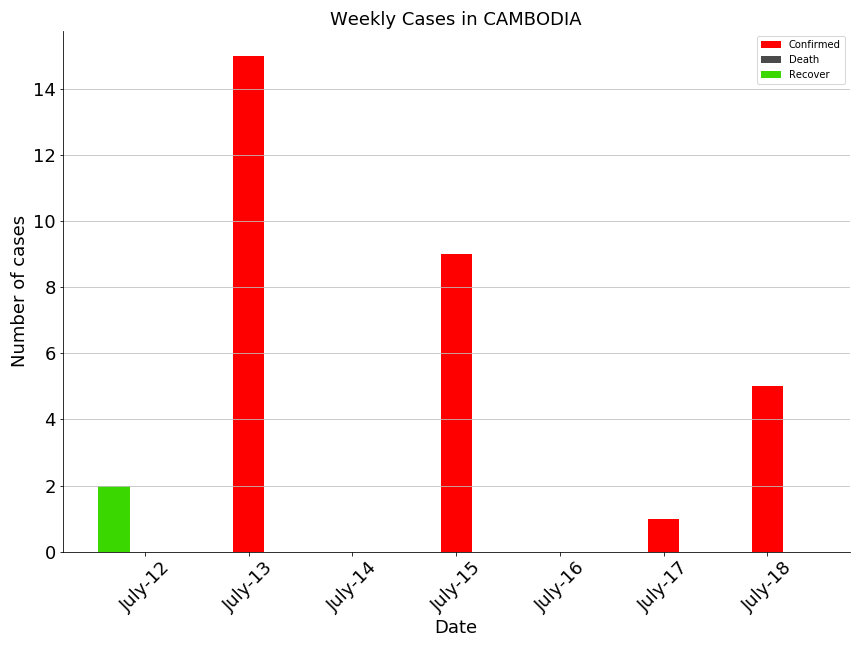 Weekly Cases in CAMBODIA
Confirmed
Death
Recover
Number of cases
14
12
10
8
6
4
2
0
July-12
July-13
July-14
July-15
July-16
July-17
July-18
Date